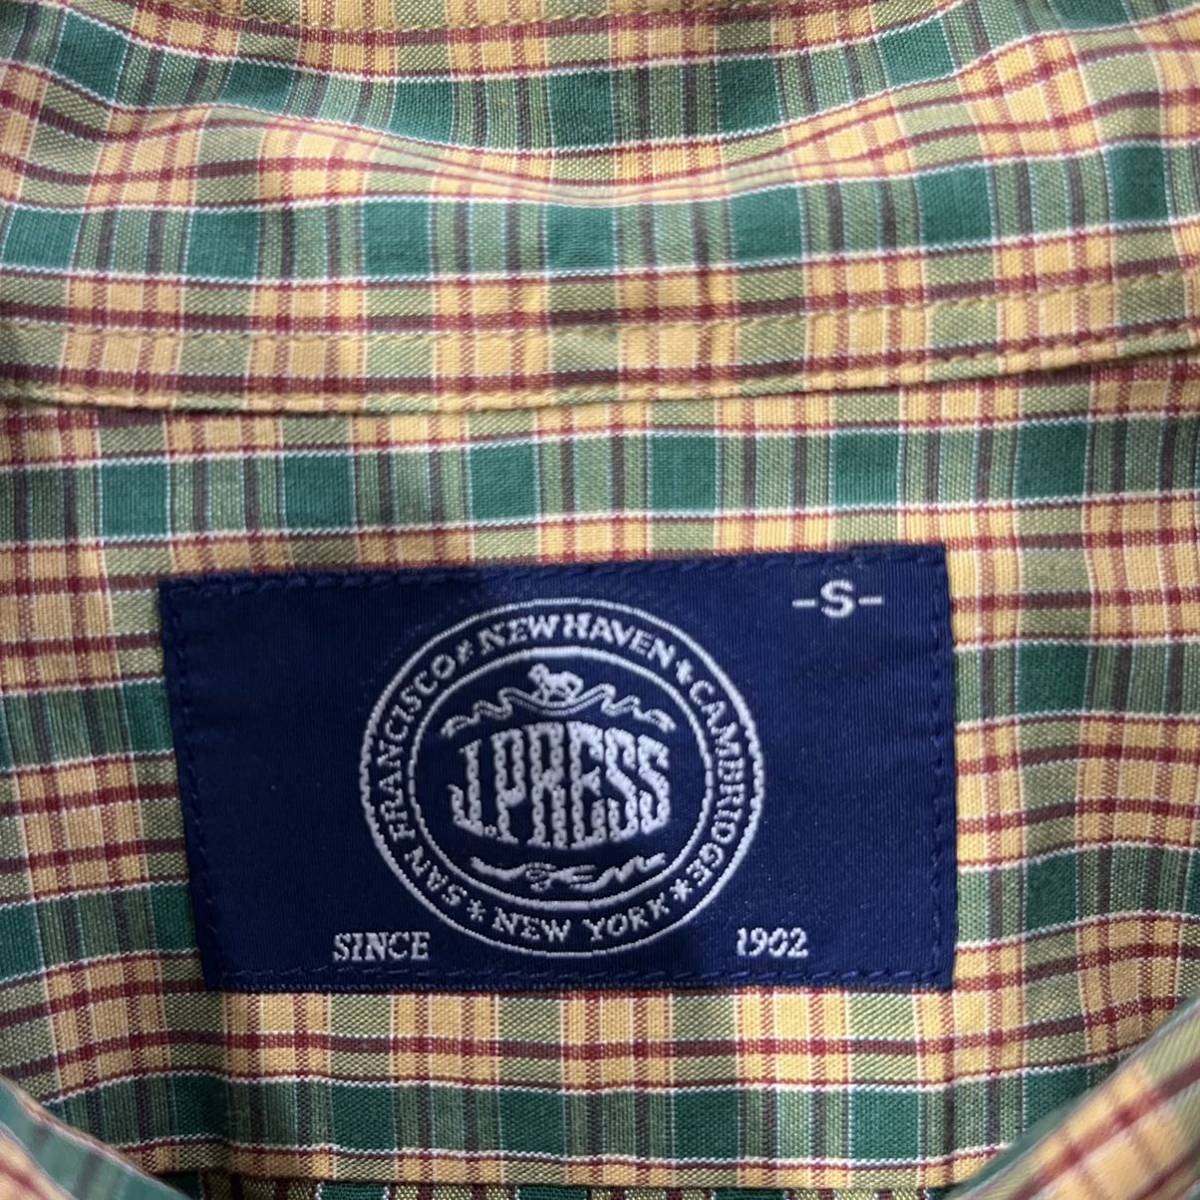 -S-
SAN FRANCISCO * NEW HAVEN * CAMBRIDGE * NEW YORK *
J.PRESS
SINCE 1902